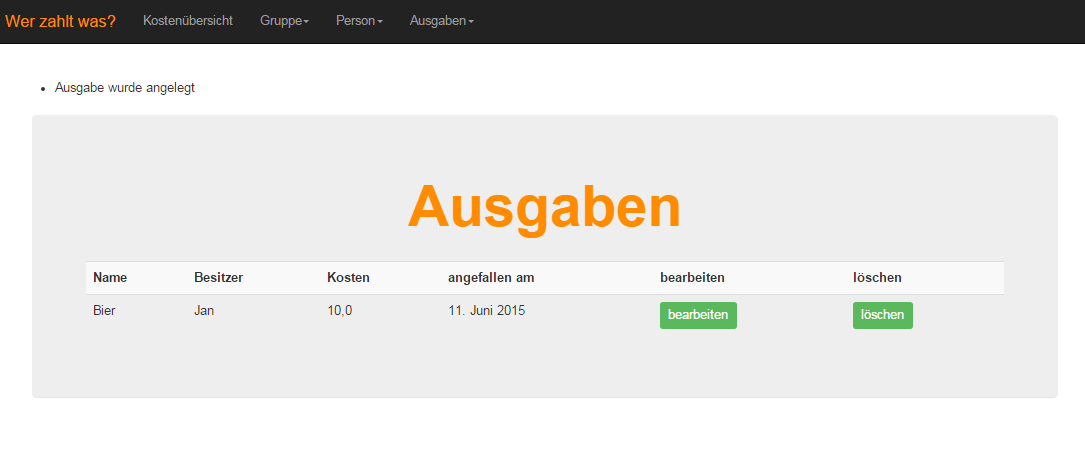 Wer zahlt was? Kostenübersicht Gruppe Person Ausgaben
Ausgabe wurde angelegt
Ausgaben
Name Besitzer Kosten angefallen am bearbeiten löschen
Bier Jan 10,0 11. Juni 2015 bearbeiten löschen